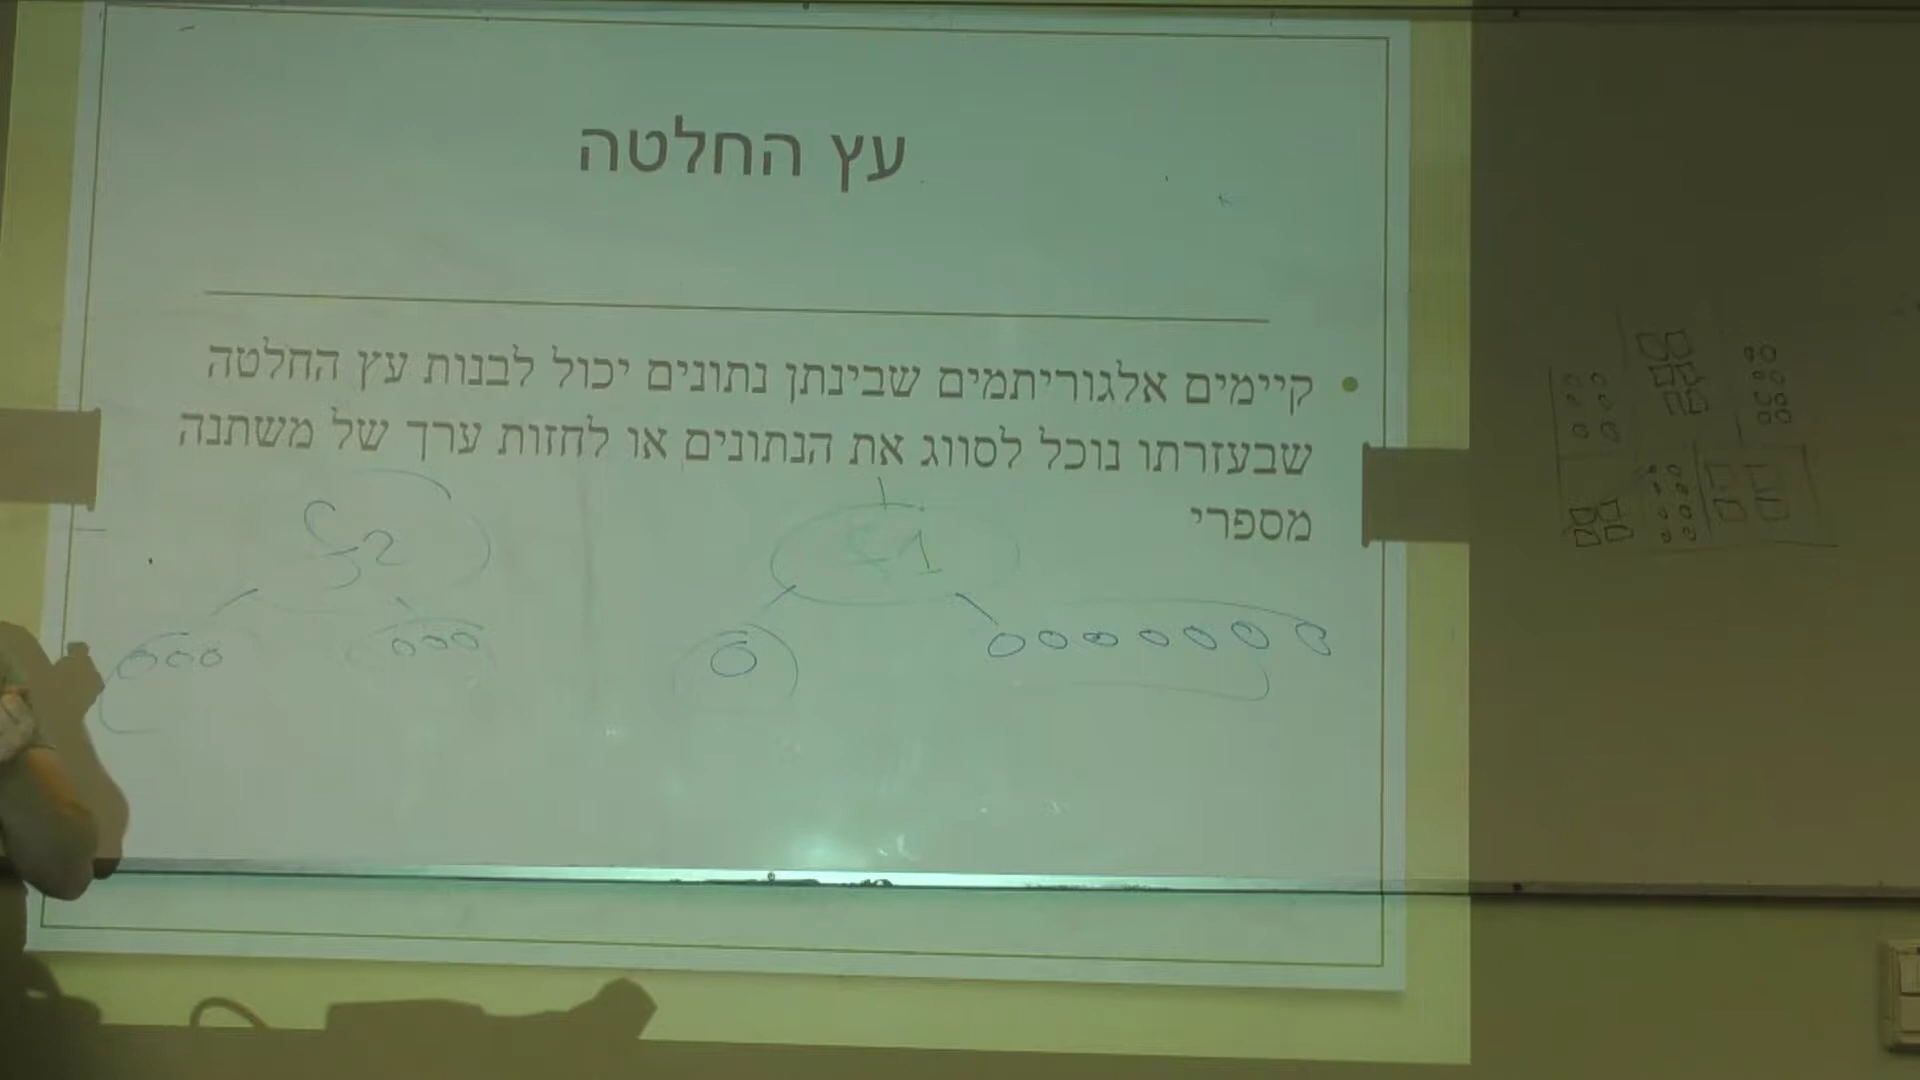 עץ החלטה
• קיימים אלגוריתמים שבינתן נתונים יכול לבנות עץ החלטה
שבעזרתו נוכל לסווג את הנתונים או לחזות ערך של משתנה
מספרי